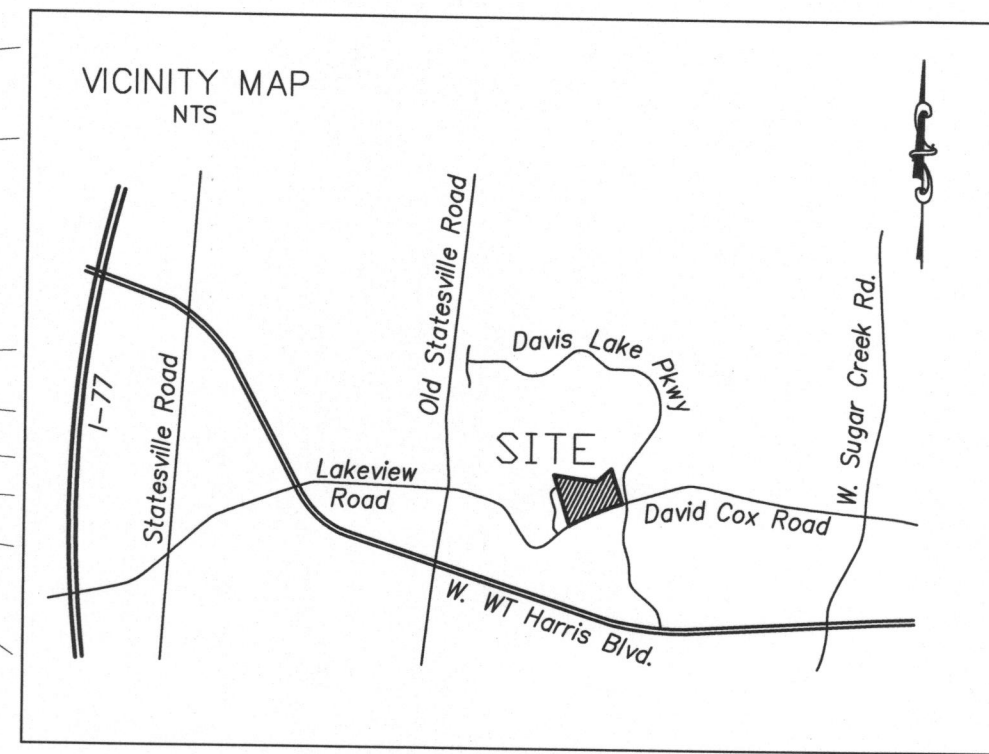 VICINITY MAP
NTS
I-77
Statesville Road
Old Statesville Road
Davis Lake Pkwy
W. Sugar Creek Rd.
SITE
Lakeview
Road
David Cox Road
W. WT Harris Blvd.